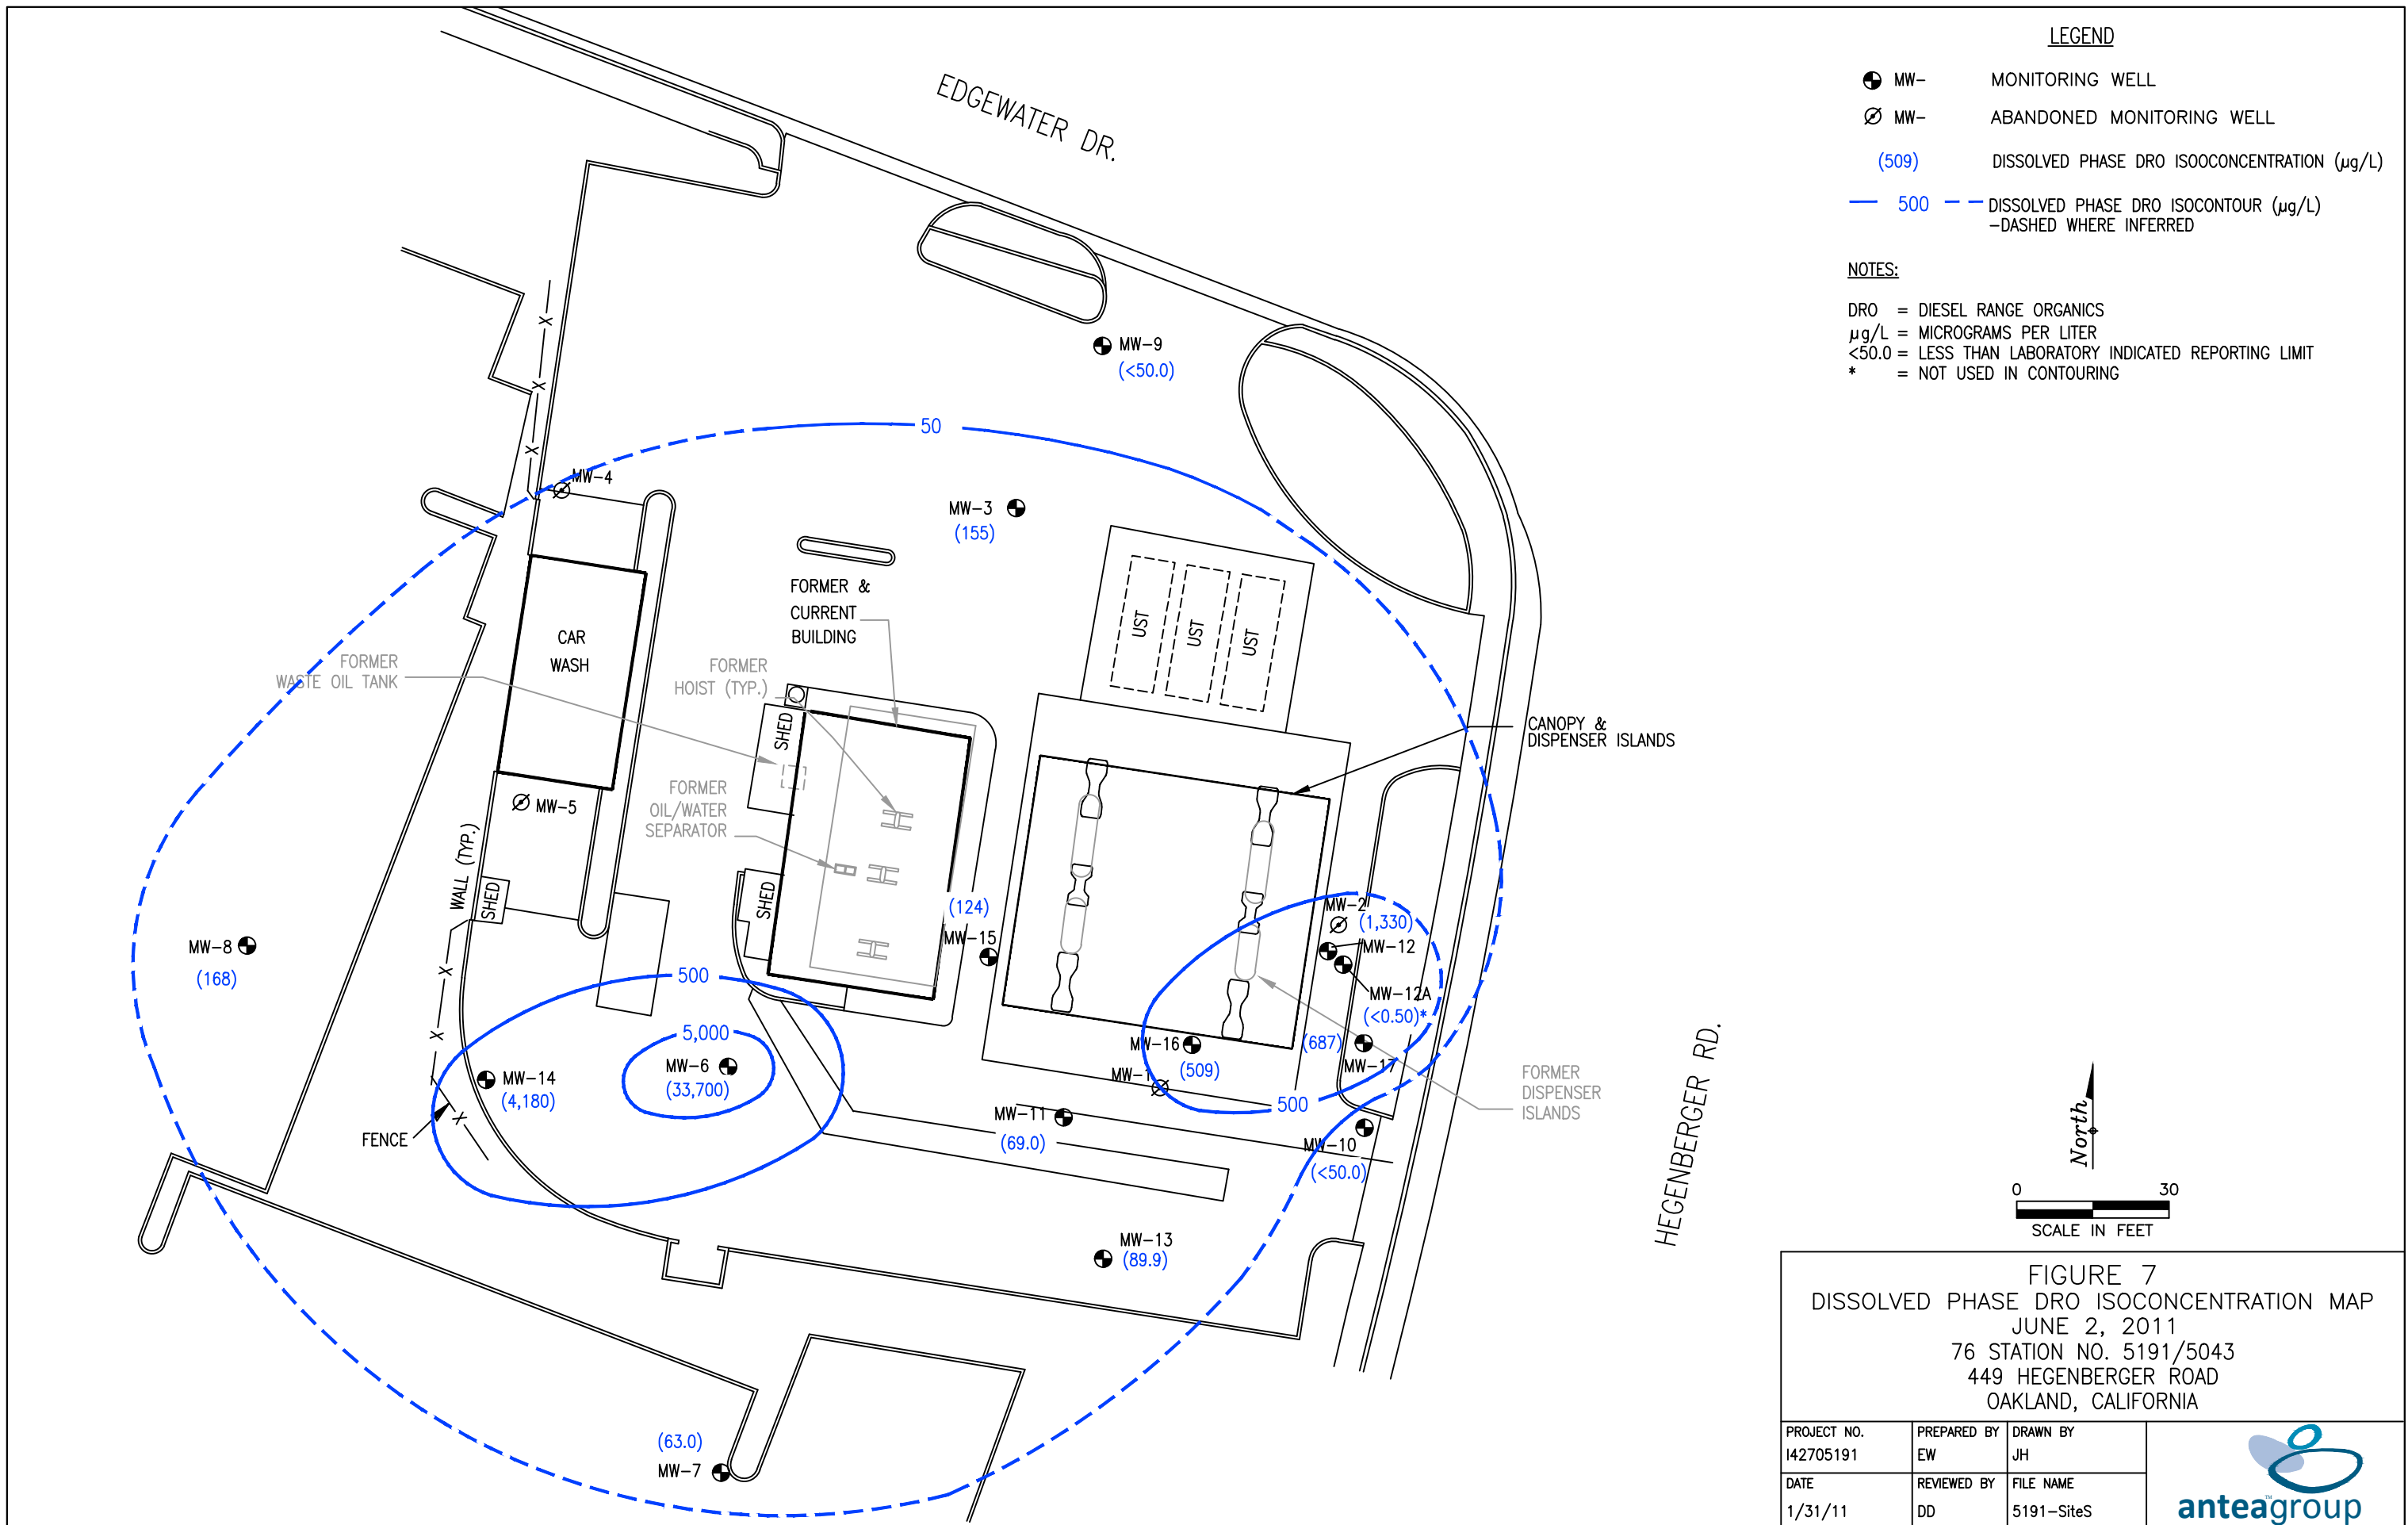 LEGEND
MW- MONITORING WELL
MW- ABANDONED MONITORING WELL
(509) DISSOLVED PHASE DRO ISOOCONCENTRATION (µg/L)
500 DISSOLVED PHASE DRO ISOCONTOUR (µg/L)
-DASHED WHERE INFERRED
NOTES:
DRO = DIESEL RANGE ORGANICS
µg/L = MICROGRAMS PER LITER
<50.0 = LESS THAN LABORATORY INDICATED REPORTING LIMIT
* = NOT USED IN CONTOURING
EDGEWATER DR.
MW-9
(<50.0)
50
X
X
X
MW-4
MW-3
(155)
FORMER &
CURRENT
BUILDING
UST
UST
UST
CAR
WASH
FORMER
WASTE OIL TANK
FORMER
HOIST (TYP.)
SHED
CANOPY &
DISPENSER ISLANDS
MW-5
FORMER
OIL/WATER
SEPARATOR
WALL (TYP.)
SHED
SHED
(124)
MW-15
MW-2
(1,330)
MW-12
MW-12A
(<0.50)*
MW-8
(168)
X
X
X
500
5,000
MW-6
(33,700)
MW-14
(4,180)
FENCE
MW-16
(509)
MW-1
(687)
MW-17
500
MW-11
(69.0)
MW-10
(<50.0)
FORMER
DISPENSER
ISLANDS
HEGENBERGER RD.
MW-13
(89.9)
(63.0)
MW-7
North
0 30
SCALE IN FEET
FIGURE 7
DISSOLVED PHASE DRO ISOCONCENTRATION MAP
JUNE 2, 2011
76 STATION NO. 5191/5043
449 HEGENBERGER ROAD
OAKLAND, CALIFORNIA
PROJECT NO. PREPARED BY DRAWN BY
I42705191 EW JH
DATE REVIEWED BY FILE NAME
1/31/11 DD 5191-SiteS
anteagroup™